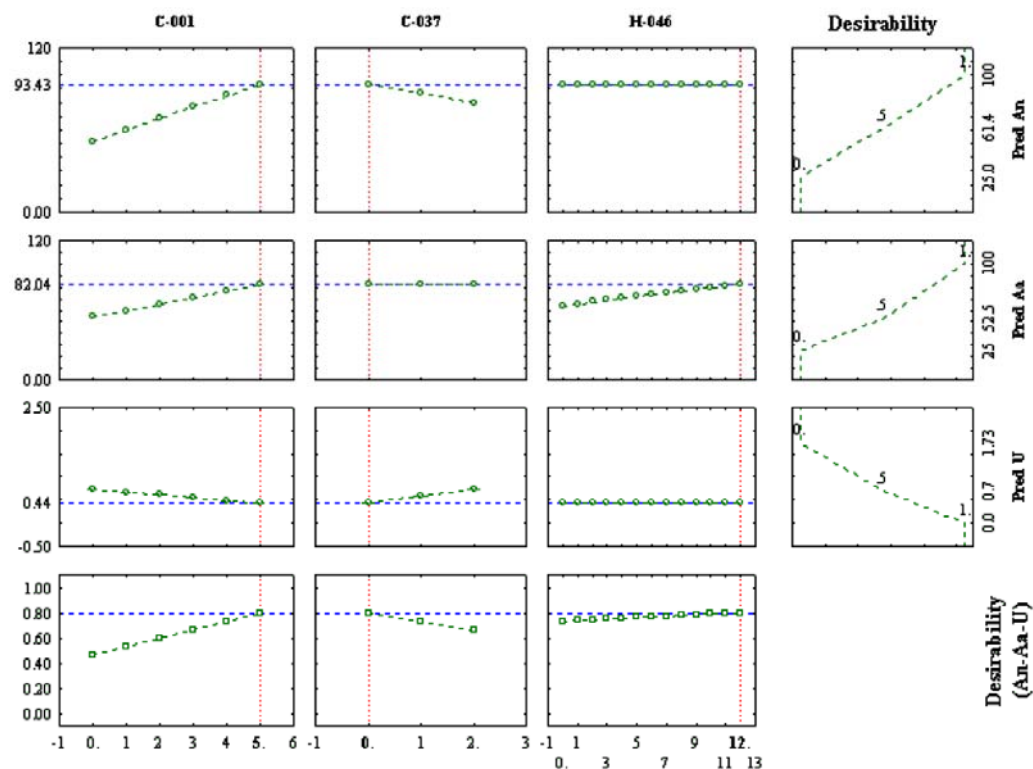 C-001 C-037 H-046 Desirability
120
93.43
0.00
0. .5 1.
25.0 61.4 100
Pred An
120
82.04
0.00
0. .5 1.
25 52.5 100
Pred Aa
2.50
0.44
-0.50
0. .5 1.
0.0 0.7 1.73
Pred U
1.00
0.80
0.60
0.40
0.20
0.00
-1 0. 1 2 3 4 5. 6
-1 0. 1 2. 3
-1 1 5 9 12.
0. 3 7 11 13
Desirability
(An-Aa-U)